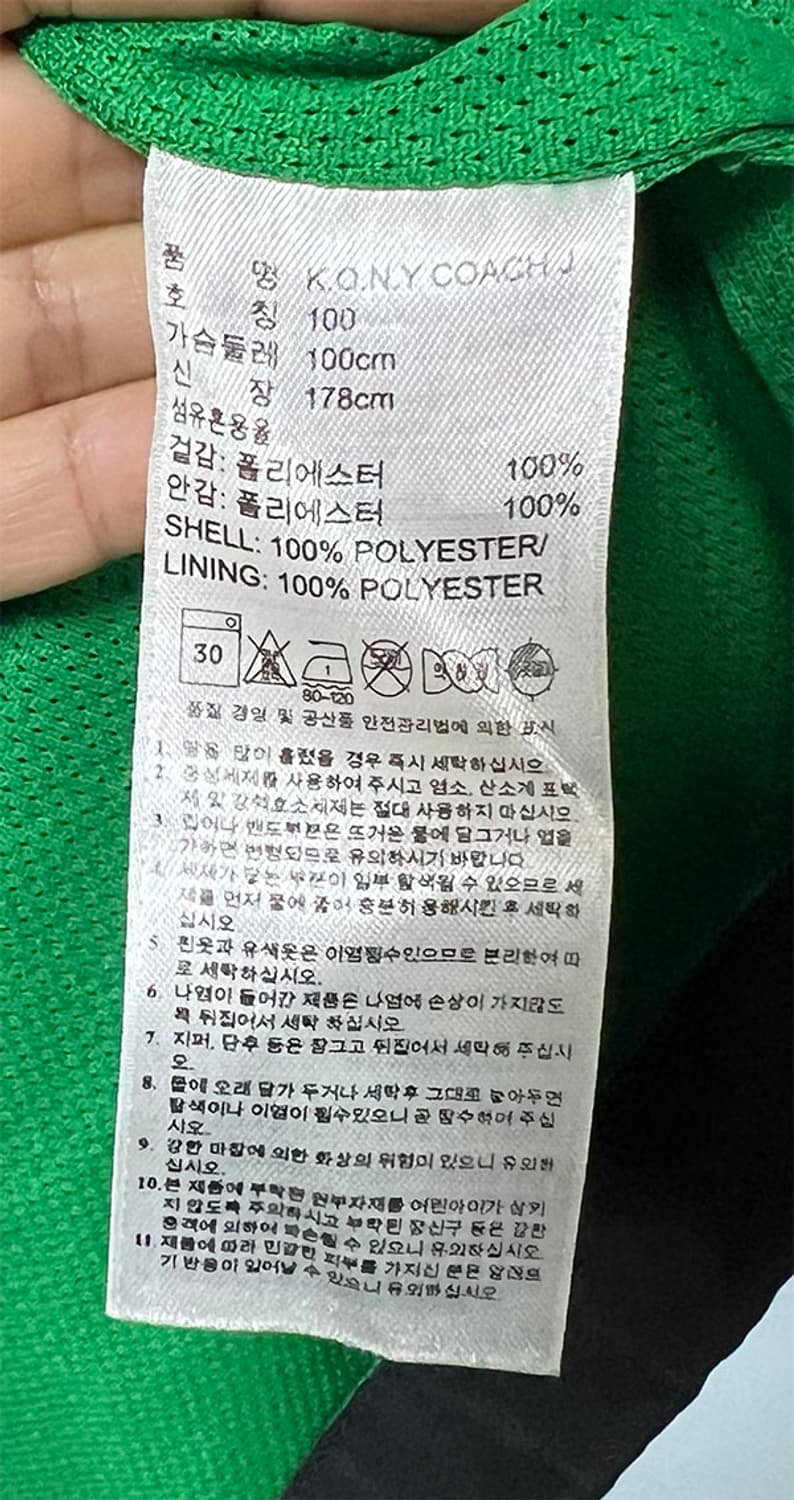 품 명 K.O.N.Y COACH J
호 칭 100
가슴둘레 100cm
신 장 178cm
섬유혼용율
겉감: 폴리에스터 100%
안감: 폴리에스터 100%
SHELL: 100% POLYESTER/
LINING: 100% POLYESTER
30
1
80-120
품질 경영 및 공산품 안전관리법에 의한 표시
1. 땀을 많이 흘렸을 경우 즉시 세탁하십시오.
2. 중성세제를 사용하여 주시고 염소, 산소계 표백
제 및 강력효소세제는 절대 사용하지 마십시오.
3. 립이나 밴드부분은 뜨거운 물에 담그거나 열을
가하면 변형되므로 유의하시기 바랍니다.
4. 세제가 닿는 부분이 일부 탈색될 수 있으므로 세
제를 먼저 물에 풀어 충분히 용해시킨 후 세탁하
십시오
5. 흰옷과 유색옷은 이염될수있으므로 분리하여 따
로 세탁하십시오.
6. 나염이 들어간 제품은 나염에 손상이 가지않도
록 뒤집어서 세탁 하십시오
7. 지퍼, 단추 등은 잠그고 뒤집어서 세탁해 주십시
오.
8. 물에 오래 담가 두거나 세탁후 그대로 놓아두면
탈색이나 이염이 될수있으니 곧 탈수하여 주십
시오.
9. 강한 마찰에 의한 화상의 위험이 있으니 유의하
십시오.
10.본 제품에 부착된 원부자재를 어린아이가 삼키
지 않도록 주의하시고 부착된 장신구 등은 강한
충격에 의하여 파손될 수 있으니 유의하십시오
11.제품에 따라 민감한 피부를 가지신 분은 알레르
기 반응이 일어날 수 있으니 유의하십시오